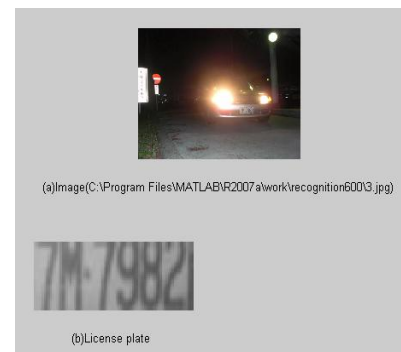 (a)Image(C:\Program Files\MATLAB\R2007a\work\recognition600\3.jpg)
7M·7982
(b)License plate